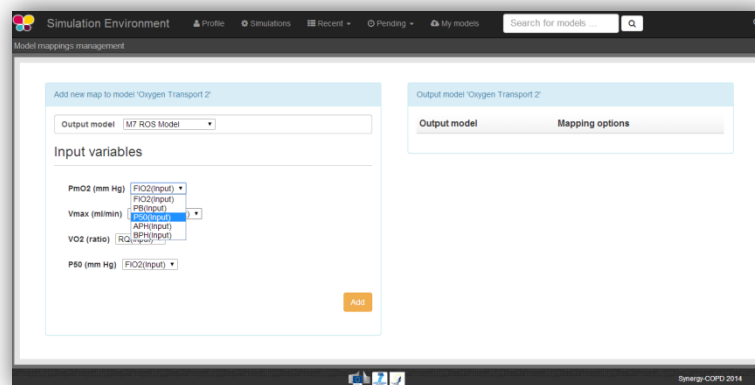 Simulation Environment
Profile
Simulations
Recent
Pending
My models
Search for models ...
Model mappings management
Add new map to model 'Oxygen Transport 2'
Output model M7 ROS Model
Input variables
PmO2 (mm Hg) FIO2(Input)
FIO2(Input)
PB(Input)
P50(Input)
APH(Input)
BPH(Input)
Vmax (ml/min)
VO2 (ratio)
P50 (mm Hg) FIO2(Input)
Add
Output model 'Oxygen Transport 2'
Output model Mapping options
Synergy-COPD 2014